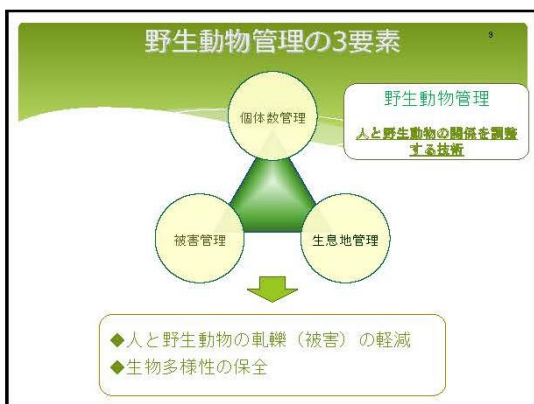 野生動物管理の3要素
9
個体数管理
野生動物管理
人と野生動物の関係を調整
する技術
被害管理
生息地管理
◆人と野生動物の軋轢（被害）の軽減
◆生物多様性の保全